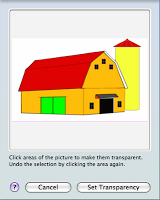 Click areas of the picture to make them transparent.
Undo the selection by clicking the area again.
?
Cancel
Set Transparency